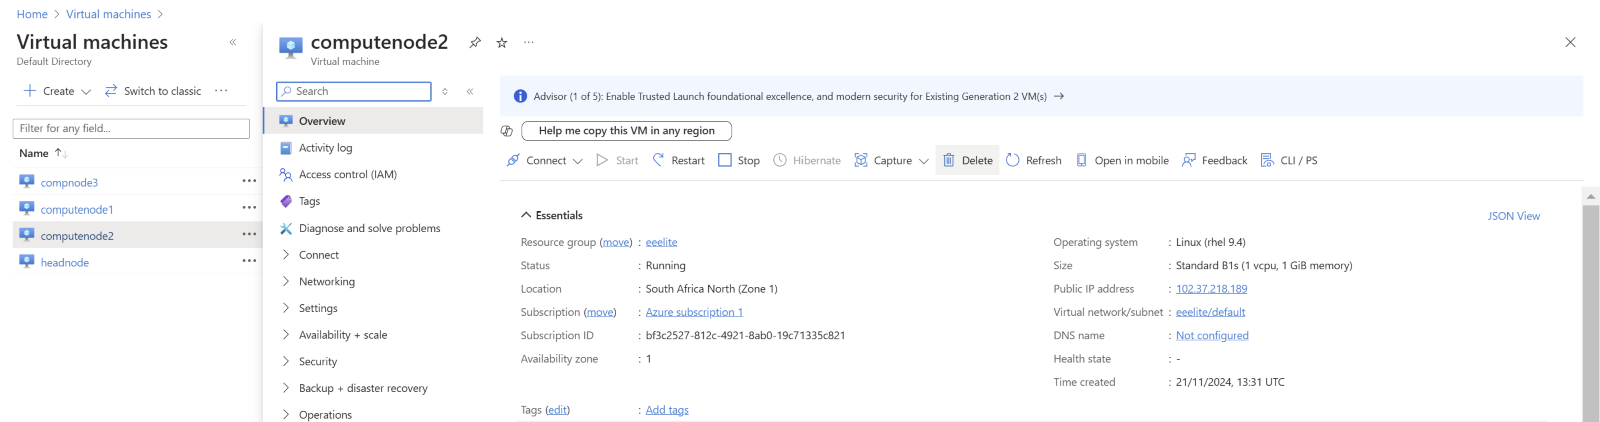 Home > Virtual machines >
Virtual machines «
Default Directory
+ Create Switch to classic ...
Filter for any field...
Name ↑↓
compnode3 •••
computenode1 •••
computenode2 •••
headnode •••
computenode2 ...
Virtual machine
Search «
Overview
Activity log
Access control (IAM)
Tags
Diagnose and solve problems
Connect
Networking
Settings
Availability + scale
Security
Backup + disaster recovery
Operations
Advisor (1 of 5): Enable Trusted Launch foundational excellence, and modern security for Existing Generation 2 VM(s) →
Help me copy this VM in any region
Connect Start Restart Stop Hibernate Capture Delete Refresh Open in mobile Feedback CLI / PS
Essentials
JSON View
Resource group (move) : eeelite
Status : Running
Location : South Africa North (Zone 1)
Subscription (move) : Azure subscription 1
Subscription ID : bf3c2527-812c-4921-8ab0-19c71335c821
Availability zone : 1
Operating system : Linux (rhel 9.4)
Size : Standard B1s (1 vcpu, 1 GiB memory)
Public IP address : 102.37.218.189
Virtual network/subnet : eeelite/default
DNS name : Not configured
Health state : -
Time created : 21/11/2024, 13:31 UTC
Tags (edit) : Add tags